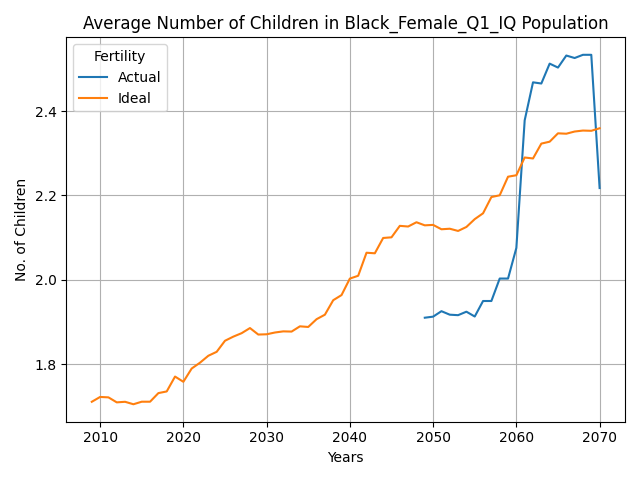 Average Number of Children in Black_Female_Q1_IQ Population
Fertility
Actual
Ideal
2.4
2.2
2.0
1.8
No. of Children
2010 2020 2030 2040 2050 2060 2070
Years